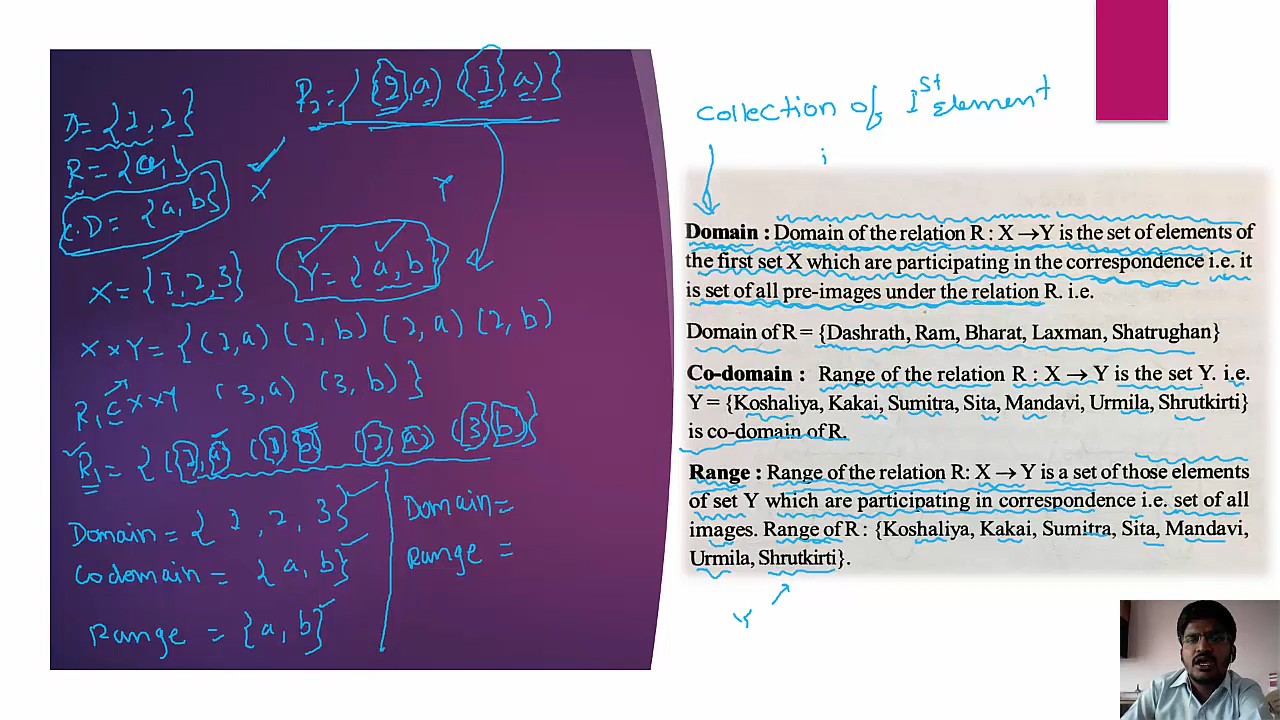 R2 = { (2, a) (1, a) }
D = {1, 2}
R = {a, }
C.D = {a, b}
X
Y
X = {1, 2, 3}
Y = {a, b}
X x Y = {(1, a) (1, b) (2, a) (2, b)
(3, a) (3, b)}
R1 ⊆ X x Y
R1 = { (1, a) (1, b) (2, a) (3, b) }
Domain = { 1, 2, 3}
Codomain = {a, b}
Range = {a, b}
Domain =
Range =
collection of 1st Element
i
Domain : Domain of the relation R : X → Y is the set of elements of
the first set X which are participating in the correspondence i.e. it
is set of all pre-images under the relation R. i.e.
Domain of R = {Dashrath, Ram, Bharat, Laxman, Shatrughan}
Co-domain : Range of the relation R : X → Y is the set Y. i.e.
Y = {Koshaliya, Kakai, Sumitra, Sita, Mandavi, Urmila, Shrutkirti}
is co-domain of R.
Range : Range of the relation R: X → Y is a set of those elements
of set Y which are participating in correspondence i.e. set of all
images. Range of R : {Koshaliya, Kakai, Sumitra, Sita, Mandavi,
Urmila, Shrutkirti}.
Y